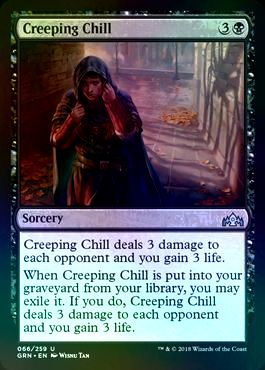 Creeping Chill 3
Sorcery
Creeping Chill deals 3 damage to
each opponent and you gain 3 life.
When Creeping Chill is put into your
graveyard from your library, you may
exile it. If you do, Creeping Chill
deals 3 damage to each opponent
and you gain 3 life.
066/259 U
GRN • EN Wisnu Tan
™ & © 2018 Wizards of the Coast